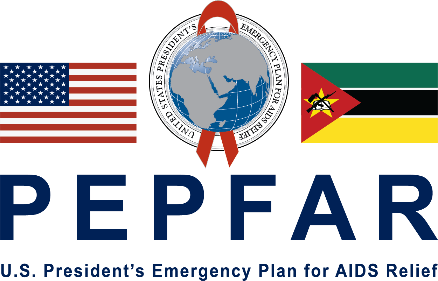 UNITED STATES PRESIDENT'S EMERGENCY PLAN FOR AIDS RELIEF
PEPFAR
U.S. President's Emergency Plan for AIDS Relief